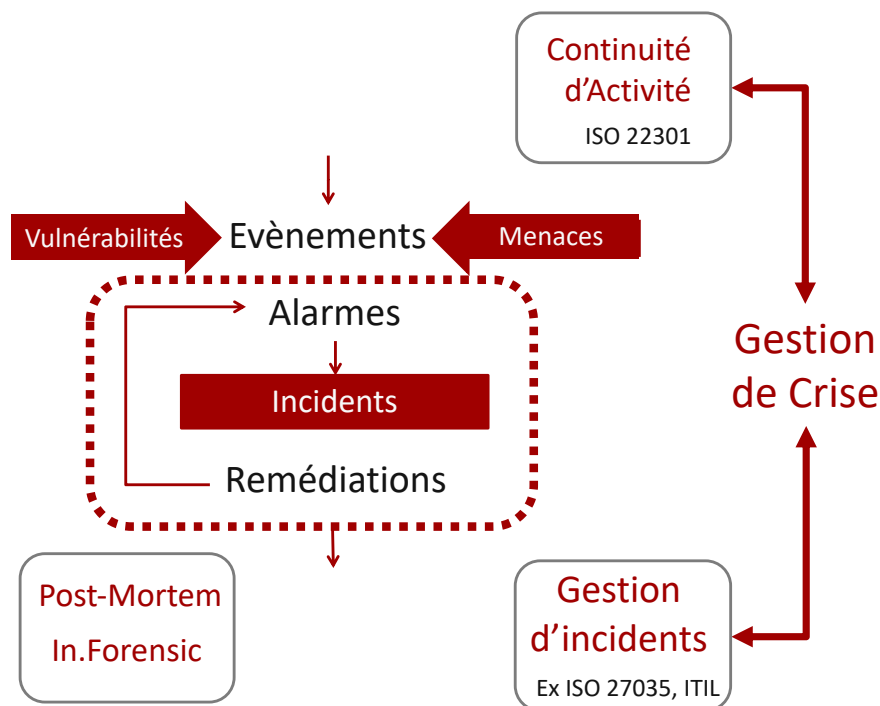 Continuité
d’Activité
ISO 22301
Vulnérabilités
Evènements
Menaces
Alarmes
Incidents
Remédiations
Gestion
de Crise
Post-Mortem
In.Forensic
Gestion
d’incidents
Ex ISO 27035, ITIL